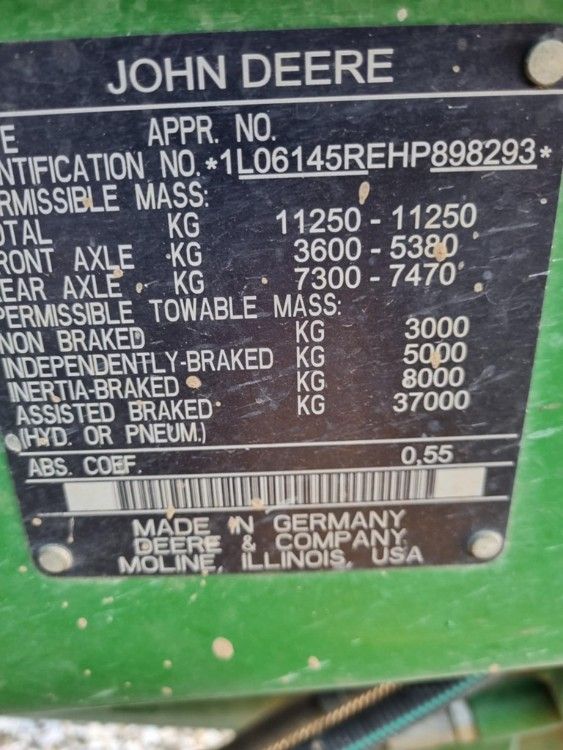 JOHN DEERE
PE APPR. NO.
NTIFICATION NO. *1L06145REHP898293*
RMISSIBLE MASS:
OTAL KG 11250 - 11250
RONT AXLE KG 3600 - 5380
EAR AXLE KG 7300 - 7470
PERMISSIBLE TOWABLE MASS:
NON BRAKED KG 3000
INDEPENDENTLY-BRAKED KG 5000
INERTIA-BRAKED KG 8000
ASSISTED BRAKED KG 37000
(HYD. OR PNEUM.)
ABS. COEF. 0,55
MADE IN GERMANY
DEERE & COMPANY
MOLINE, ILLINOIS, USA